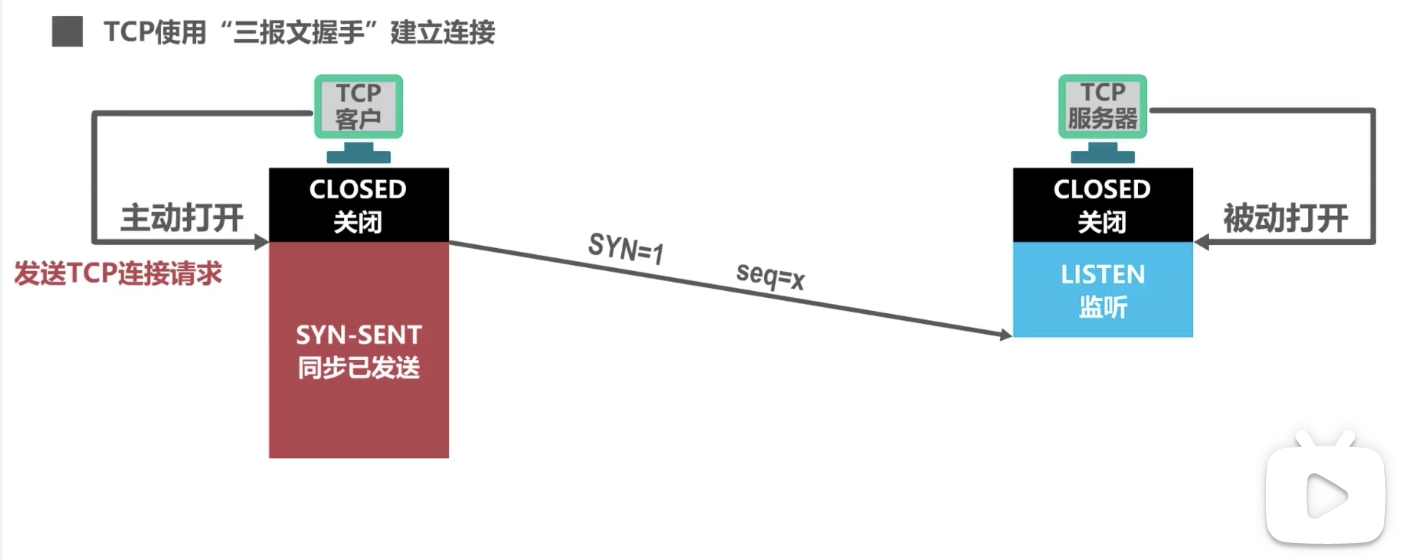 TCP使用“三报文握手”建立连接
TCP
客户
TCP
服务器
CLOSED
关闭
CLOSED
关闭
主动打开
被动打开
发送TCP连接请求
SYN=1
seq=x
LISTEN
监听
SYN-SENT
同步已发送